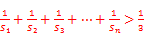 1/S₁ + 1/S₂ + 1/S₃ + ⋯ + 1/Sₙ > 1/3